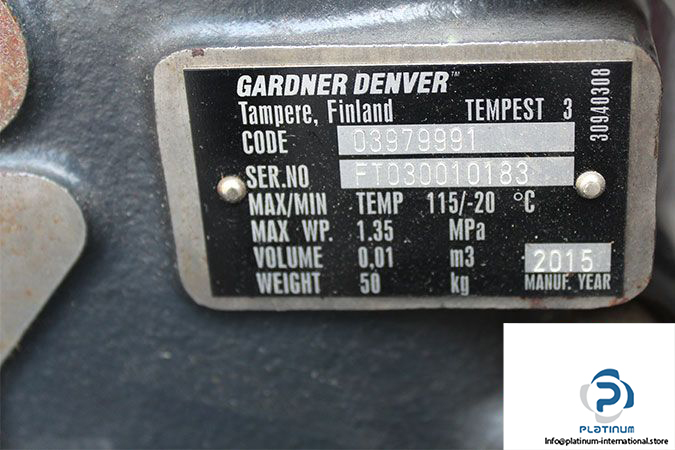 GARDNER DENVER™
Tampere, Finland TEMPEST 3
CODE 03979991
SER.NO FT030010183
MAX/MIN TEMP 115/-20 °C
MAX WP. 1.35 MPa
VOLUME 0,01 m3 2015
WEIGHT 50 kg MANUF. YEAR
30940308
PLATINUM
Info@platinum-international.store